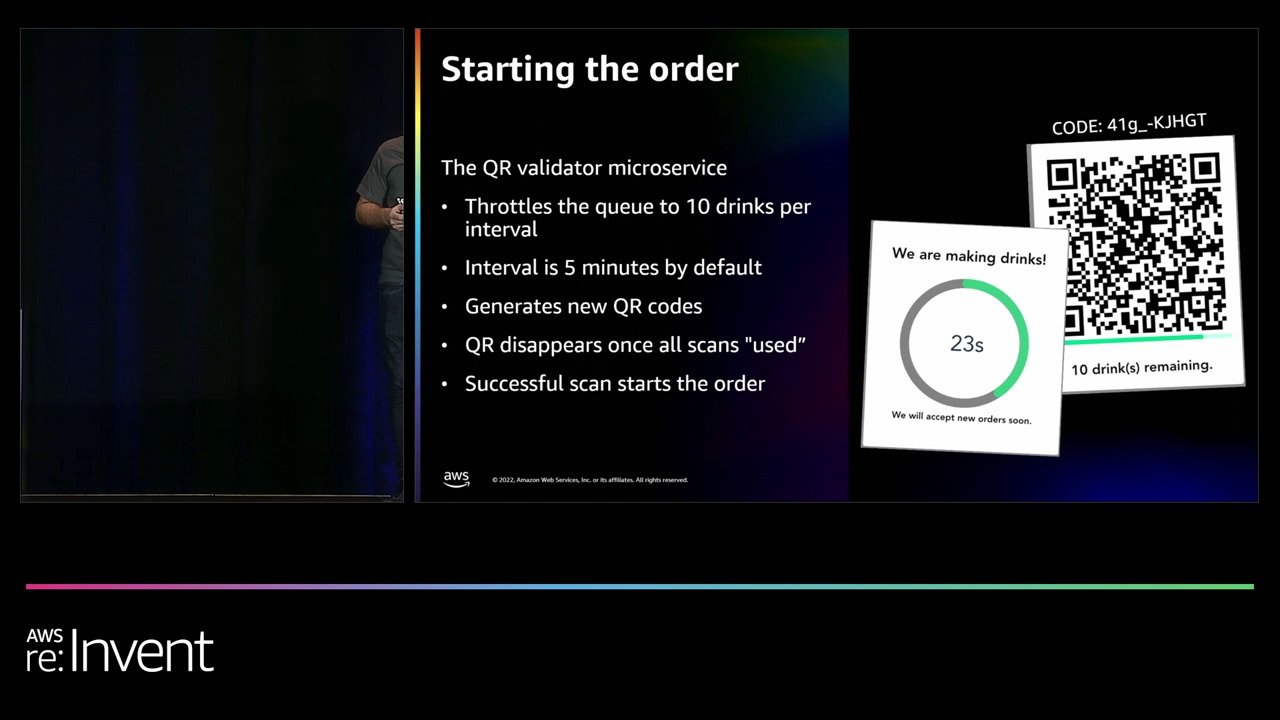 Starting the order
The QR validator microservice
• Throttles the queue to 10 drinks per
interval
• Interval is 5 minutes by default
• Generates new QR codes
• QR disappears once all scans "used”
• Successful scan starts the order
aws
© 2022, Amazon Web Services, Inc. or its affiliates. All rights reserved.
CODE: 41g_-KJHGT
10 drink(s) remaining.
We are making drinks!
23s
We will accept new orders soon.
AWS
re:Invent